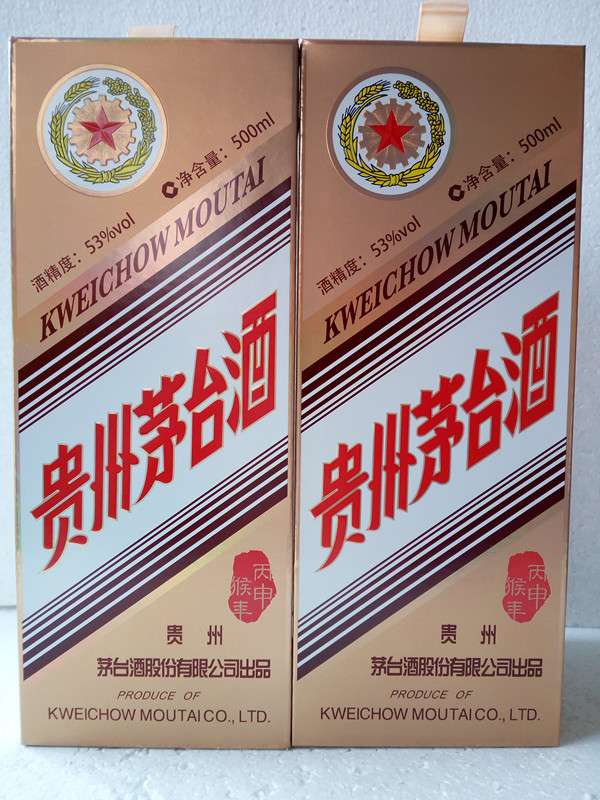 净含量：500ml
酒精度：53%vol
KWEICHOW MOUTAI
贵州茅台酒
丙申
猴年
贵州
茅台酒股份有限公司出品
PRODUCE OF
KWEICHOW MOUTAI CO., LTD.
净含量：500ml
酒精度：53%vol
KWEICHOW MOUTAI
贵州茅台酒
丙申
猴年
贵州
茅台酒股份有限公司出品
PRODUCE OF
KWEICHOW MOUTAI CO., LTD.